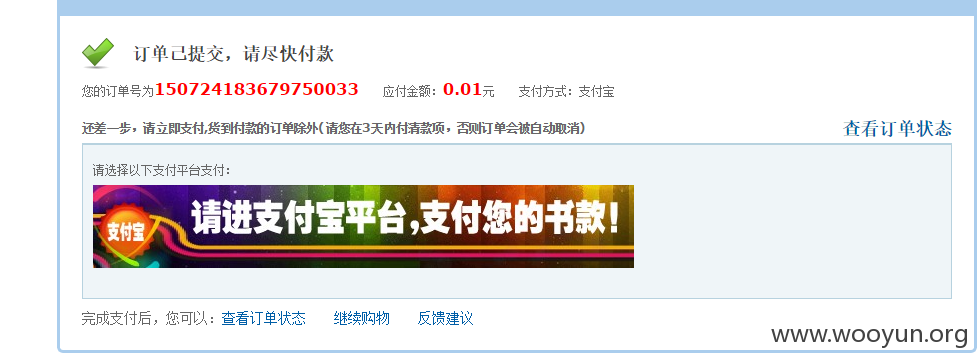 订单已提交，请尽快付款
您的订单号为150724183679750033 应付金额：0.01元 支付方式：支付宝
还差一步，请立即支付,货到付款的订单除外(请您在3天内付清款项，否则订单会被自动取消)
查看订单状态
请选择以下支付平台支付：
支付宝 请进支付宝平台,支付您的书款!
完成支付后，您可以：查看订单状态 继续购物 反馈建议
www.wooyun.org